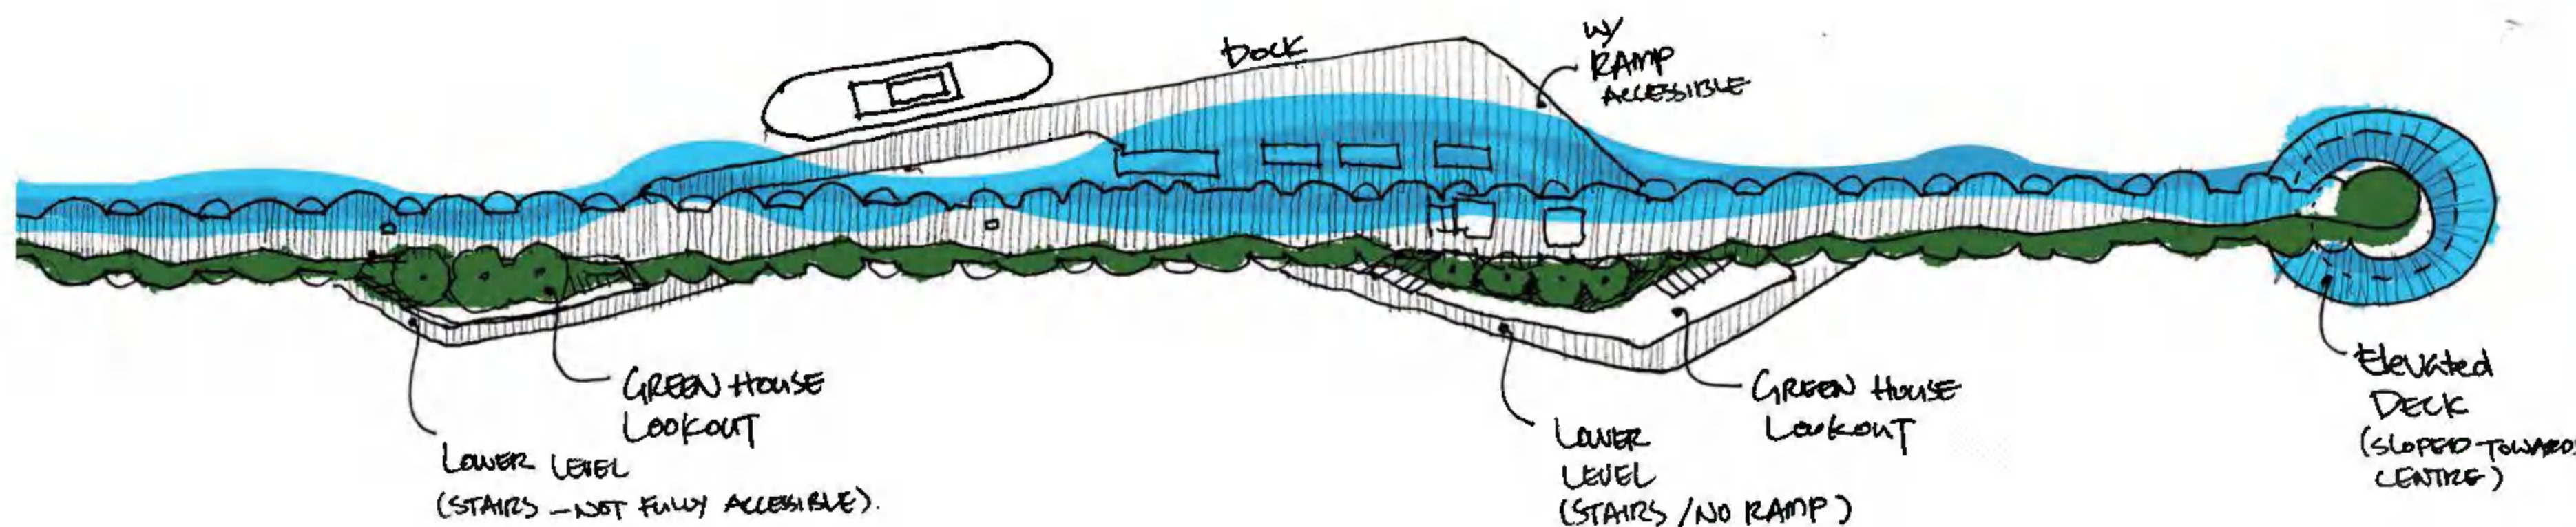 Dock
w/
RAMP
ACCESSIBLE
GREEN HOUSE
LOOKOUT
LOWER LEVEL
(STAIRS – NOT FULLY ACCESSIBLE).
GREEN HOUSE
LOOKOUT
LOWER
LEVEL
(STAIRS / NO RAMP)
Elevated
DECK
(SLOPED TOWARDS
CENTRE)